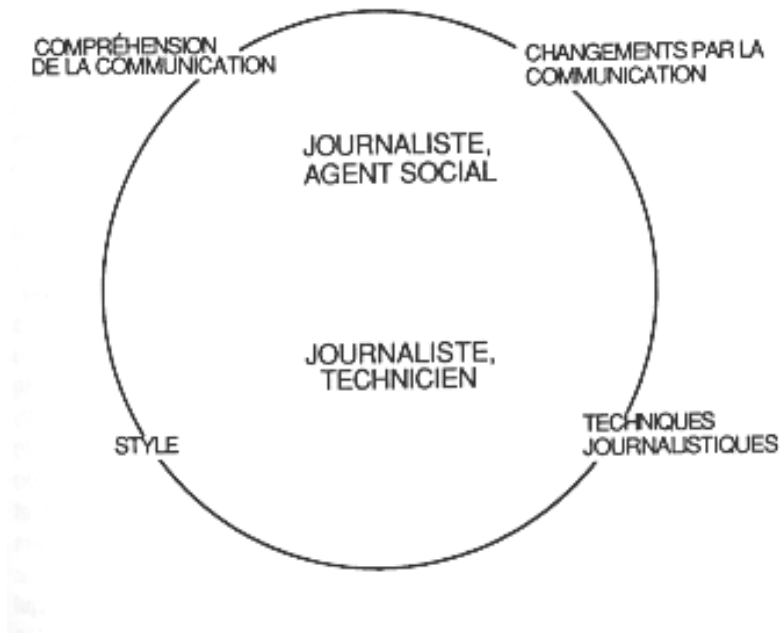 COMPRÉHENSION
DE LA COMMUNICATION
CHANGEMENTS PAR LA
COMMUNICATION
JOURNALISTE,
AGENT SOCIAL
JOURNALISTE,
TECHNICIEN
STYLE
TECHNIQUES
JOURNALISTIQUES